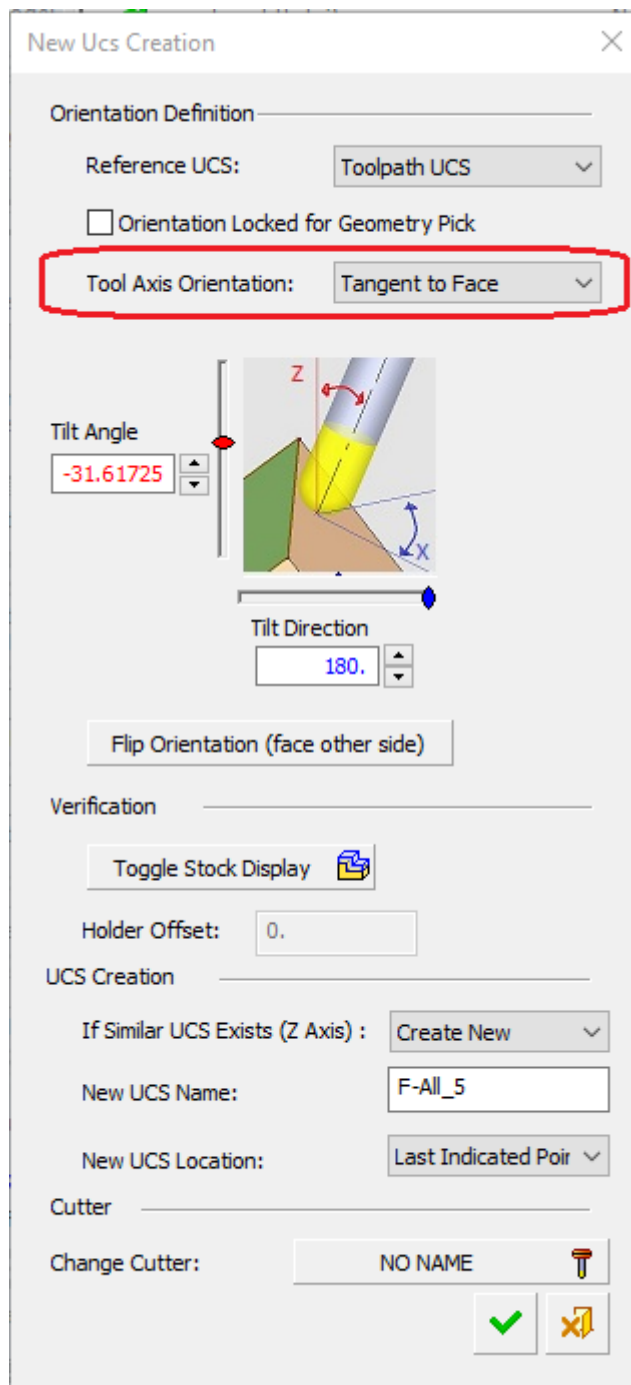 New Ucs Creation
Orientation Definition
Reference UCS: Toolpath UCS
Orientation Locked for Geometry Pick
Tool Axis Orientation: Tangent to Face
Z
Tilt Angle
-31.61725
X
Tilt Direction
180.
Flip Orientation (face other side)
Verification
Toggle Stock Display
Holder Offset: 0.
UCS Creation
If Similar UCS Exists (Z Axis) : Create New
New UCS Name: F-All_5
New UCS Location: Last Indicated Poir
Cutter
Change Cutter: NO NAME